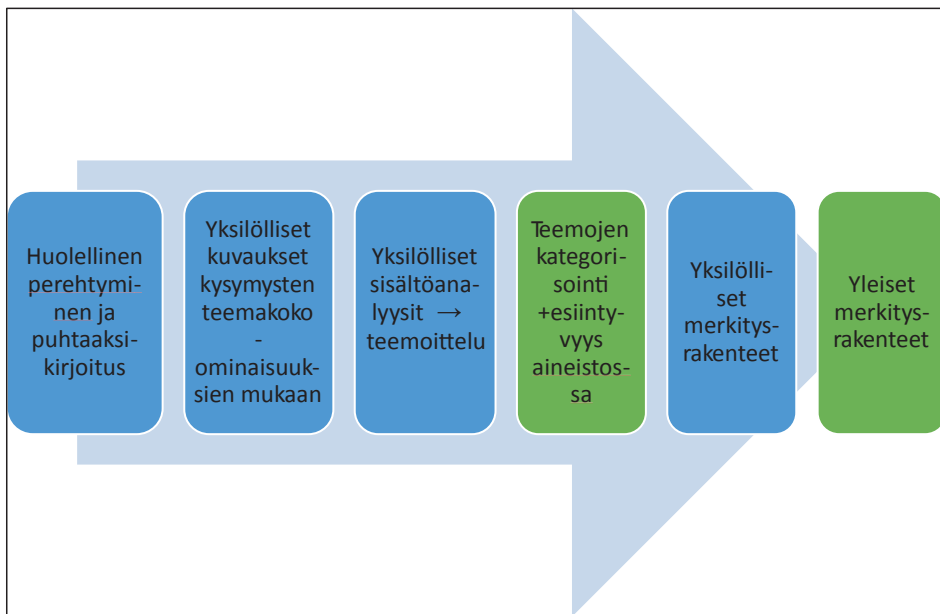 Huolellinen
perehtymi-
nen ja
puhtaaksi-
kirjoitus
Yksilölliset
kuvaukset
kysymysten
teemakoko
-
ominaisuuk-
sien mukaan
Yksilölliset
sisältöana-
lyysit →
teemoittelu
Teemojen
kategori-
sointi
+esiinty-
vyys
aineistos-
sa
Yksilölli-
set
merkitys-
rakenteet
Yleiset
merkitys-
rakenteet